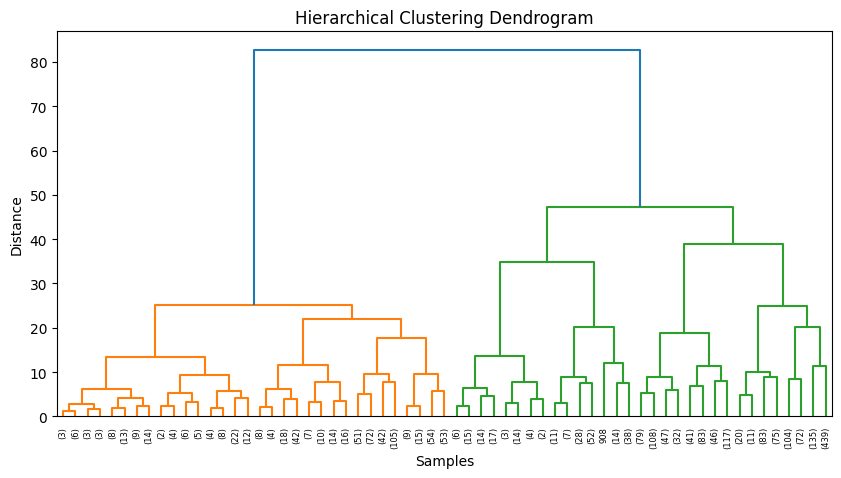 Hierarchical Clustering Dendrogram
Distance
80
70
60
50
40
30
20
10
0
(3) (6) (3) (3) (8) (13) (9) (14) (2) (4) (6) (5) (4) (8) (22) (12) (8) (4) (18) (42) (7) (10) (14) (16) (51) (72) (42) (105) (9) (15) (54) (53) (6) (15) (14) (17) (3) (14) (4) (2) (11) (7) (28) (52) 908 (14) (38) (79) (108) (47) (32) (41) (83) (46) (117) (20) (11) (83) (75) (104) (72) (135) (439)
Samples